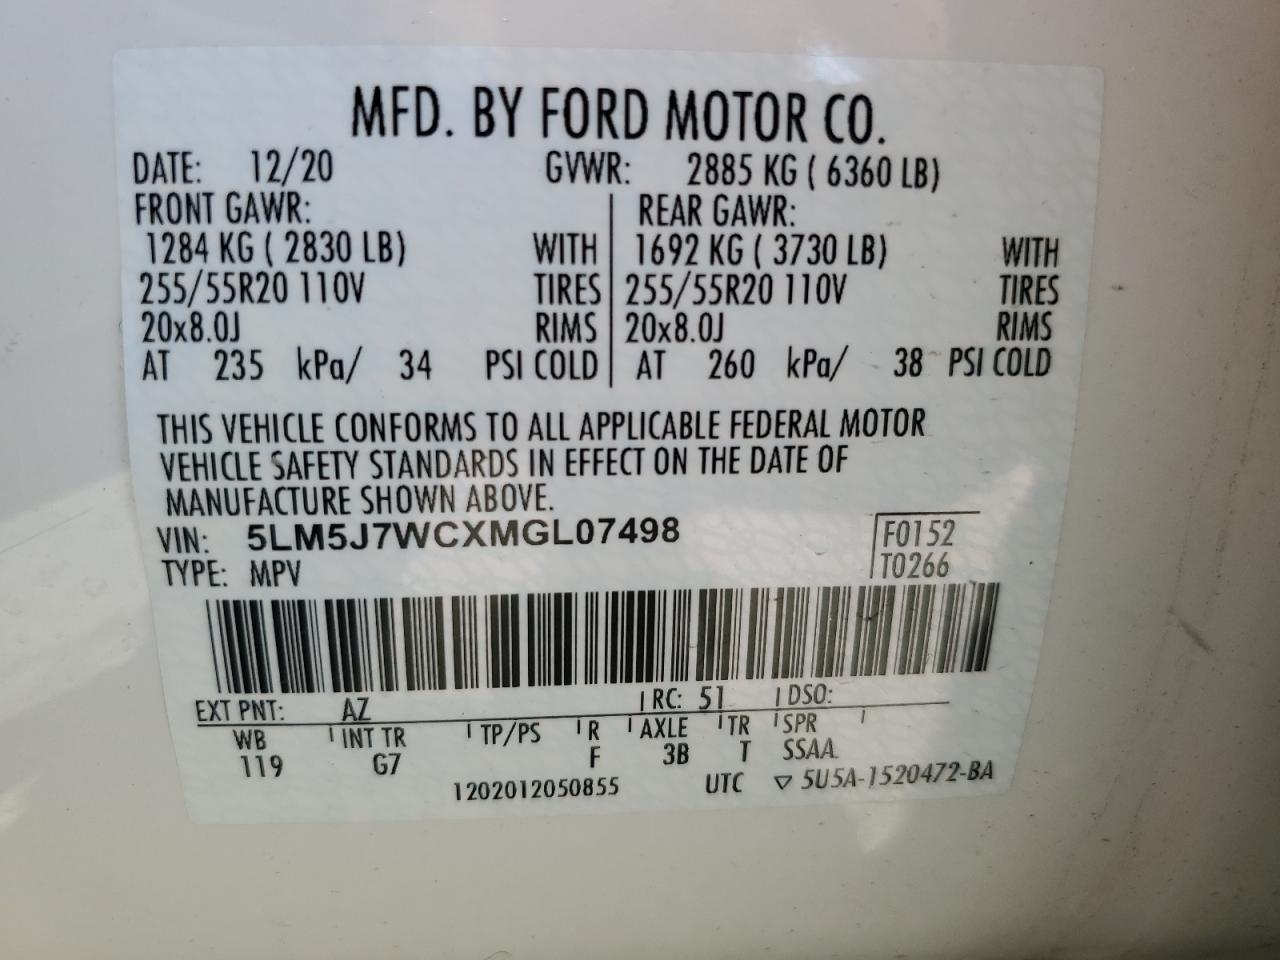 MFD. BY FORD MOTOR CO.
DATE: 12/20 GVWR: 2885 KG ( 6360 LB)
FRONT GAWR: REAR GAWR:
1284 KG ( 2830 LB) WITH 1692 KG ( 3730 LB) WITH
255/55R20 110V TIRES 255/55R20 110V TIRES
20x8.0J RIMS 20x8.0J RIMS
AT 235 kPa/ 34 PSI COLD AT 260 kPa/ 38 PSI COLD
THIS VEHICLE CONFORMS TO ALL APPLICABLE FEDERAL MOTOR
VEHICLE SAFETY STANDARDS IN EFFECT ON THE DATE OF
MANUFACTURE SHOWN ABOVE.
VIN: 5LM5J7WCXMGL07498 F0152
TYPE: MPV T0266
EXT PNT: AZ RC: 51 DSO:
WB INT TR TP/PS R AXLE TR SPR
119 G7 F 3B T SSAA
1202012050855 UTC ▽ 5U5A-1520472-BA